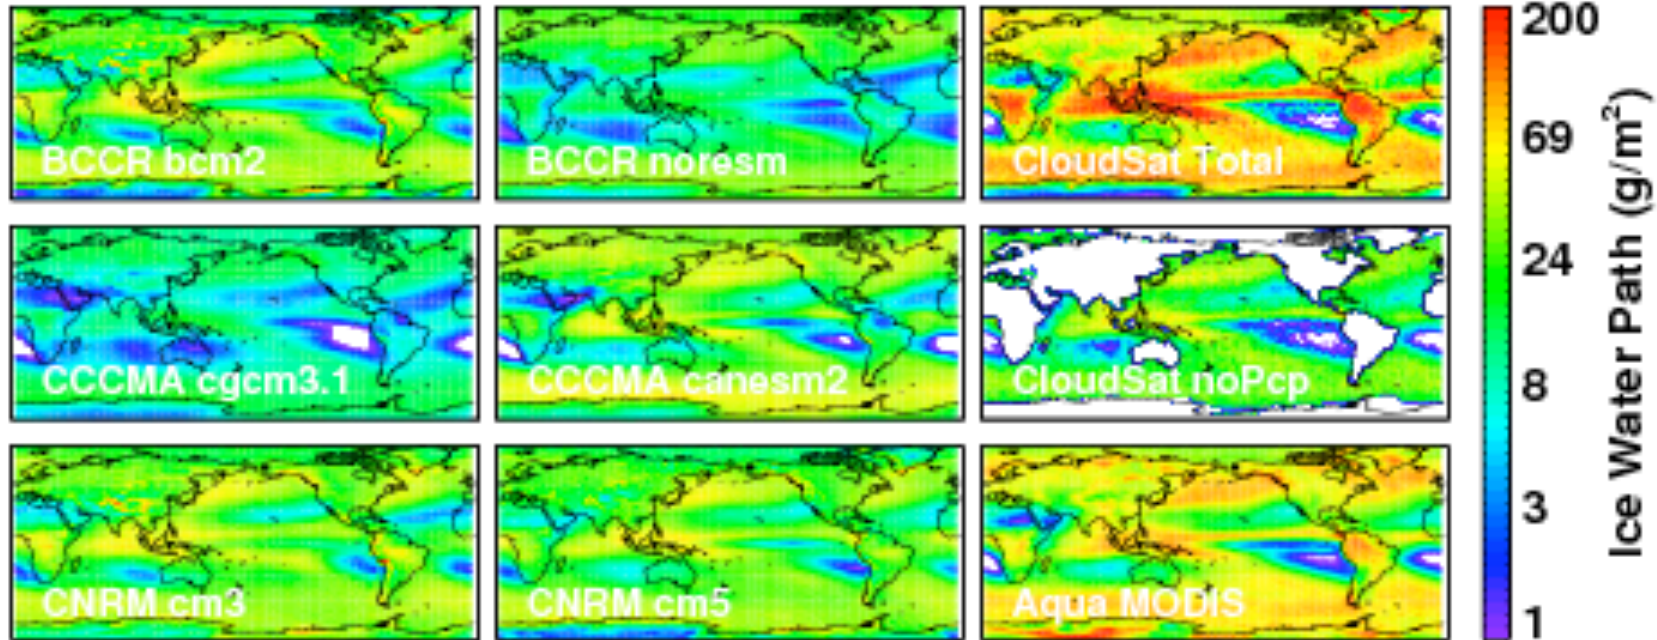 BCCR bcm2
BCCR noresm
CloudSat Total
CCCMA cgcm3.1
CCCMA canesm2
CloudSat noPcp
CNRM cm3
CNRM cm5
Aqua MODIS
200
69
24
8
3
1
Ice Water Path (g/m²)